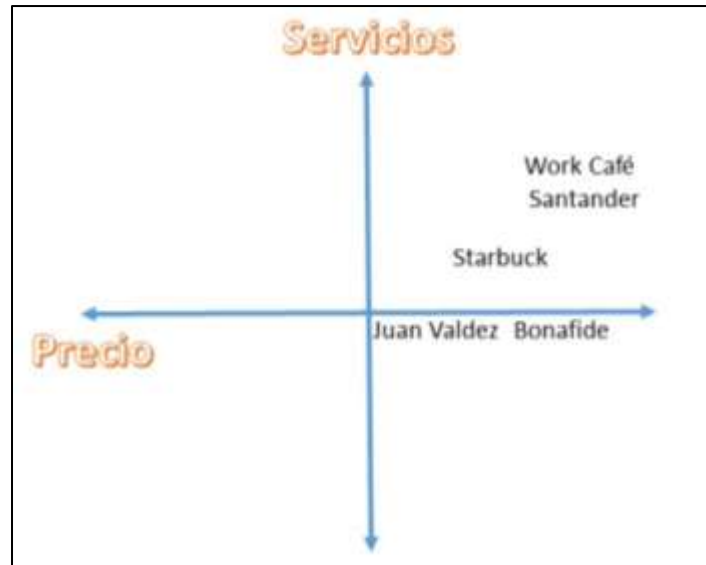 Servicios
Work Café
Santander
Starbuck
Juan Valdez Bonafide
Precio